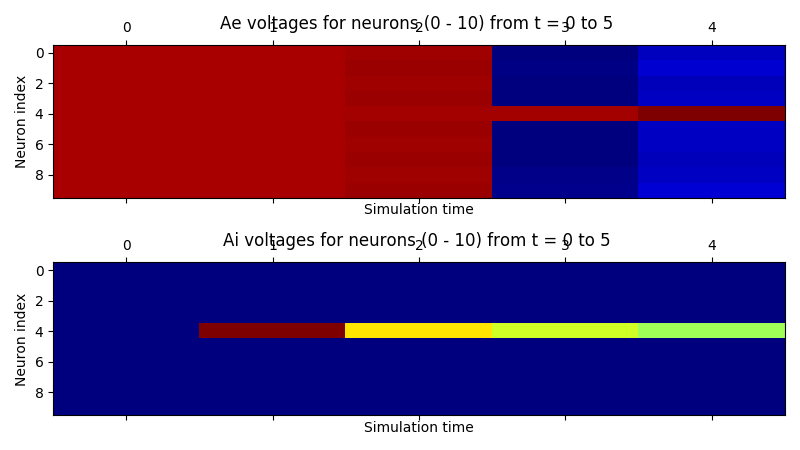 Ae voltages for neurons (0 - 10) from t = 0 to 5
0 1 2 3 4
Neuron index
0
2
4
6
8
Simulation time
Ai voltages for neurons (0 - 10) from t = 0 to 5
0 1 2 3 4
Neuron index
0
2
4
6
8
Simulation time